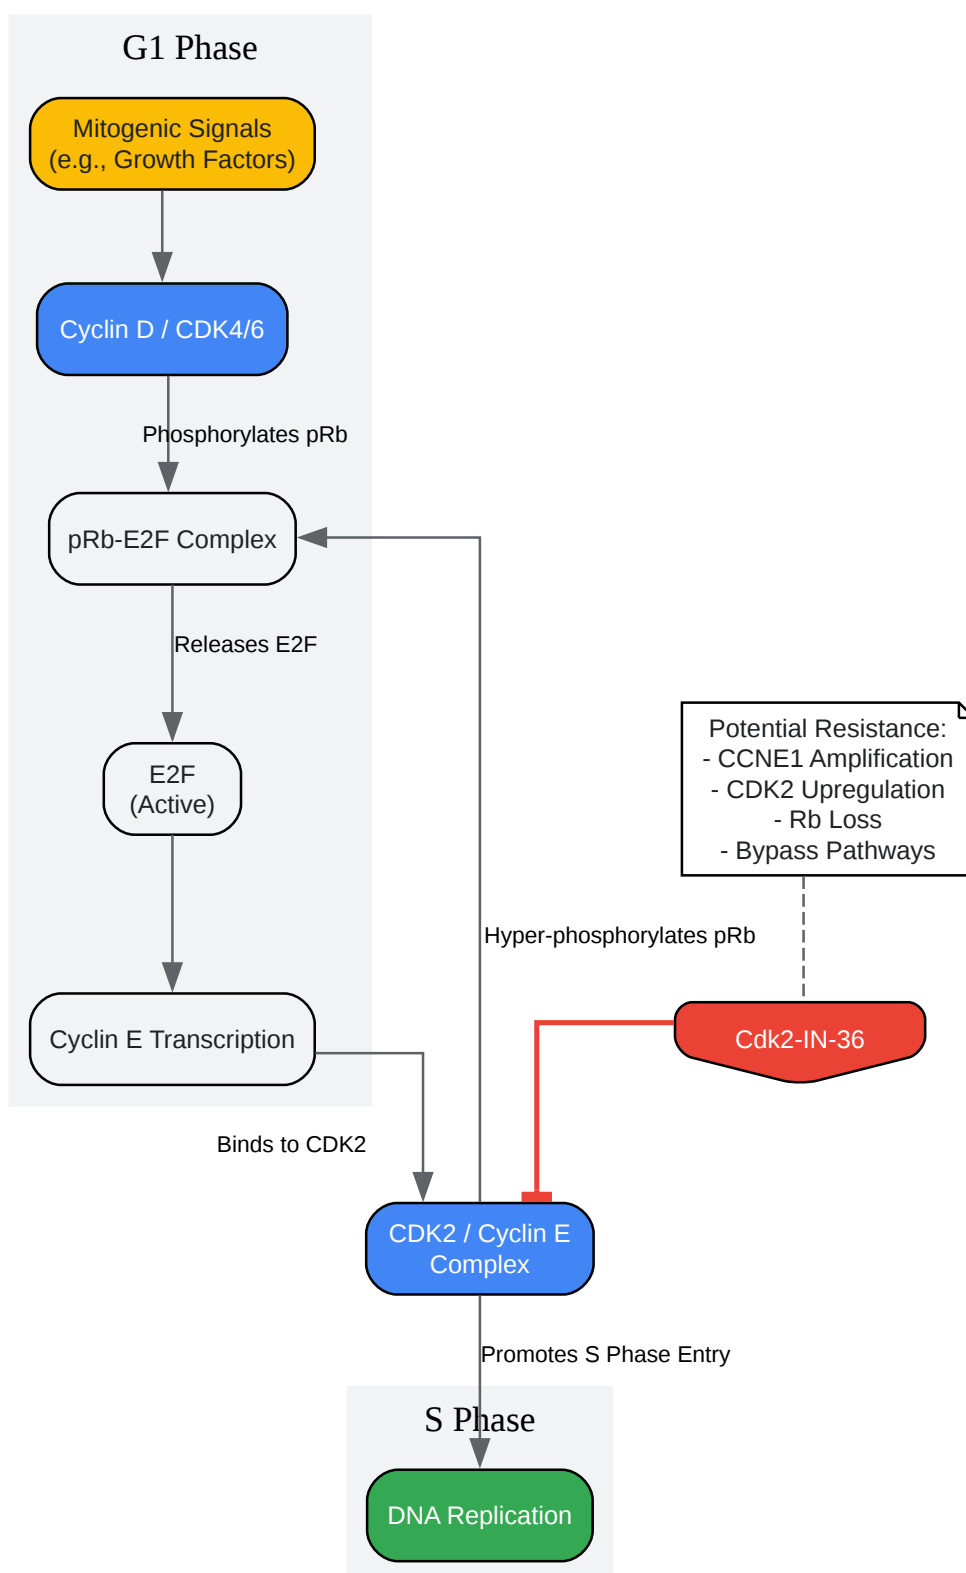 G1 Phase
Mitogenic Signals
(e.g., Growth Factors)
Cyclin D / CDK4/6
Phosphorylates pRb
pRb-E2F Complex
Releases E2F
E2F
(Active)
Potential Resistance:
- CCNE1 Amplification
- CDK2 Upregulation
- Rb Loss
- Bypass Pathways
Hyper-phosphorylates pRb
Cyclin E Transcription
Cdk2-IN-36
Binds to CDK2
CDK2 / Cyclin E
Complex
Promotes S Phase Entry
S Phase
DNA Replication